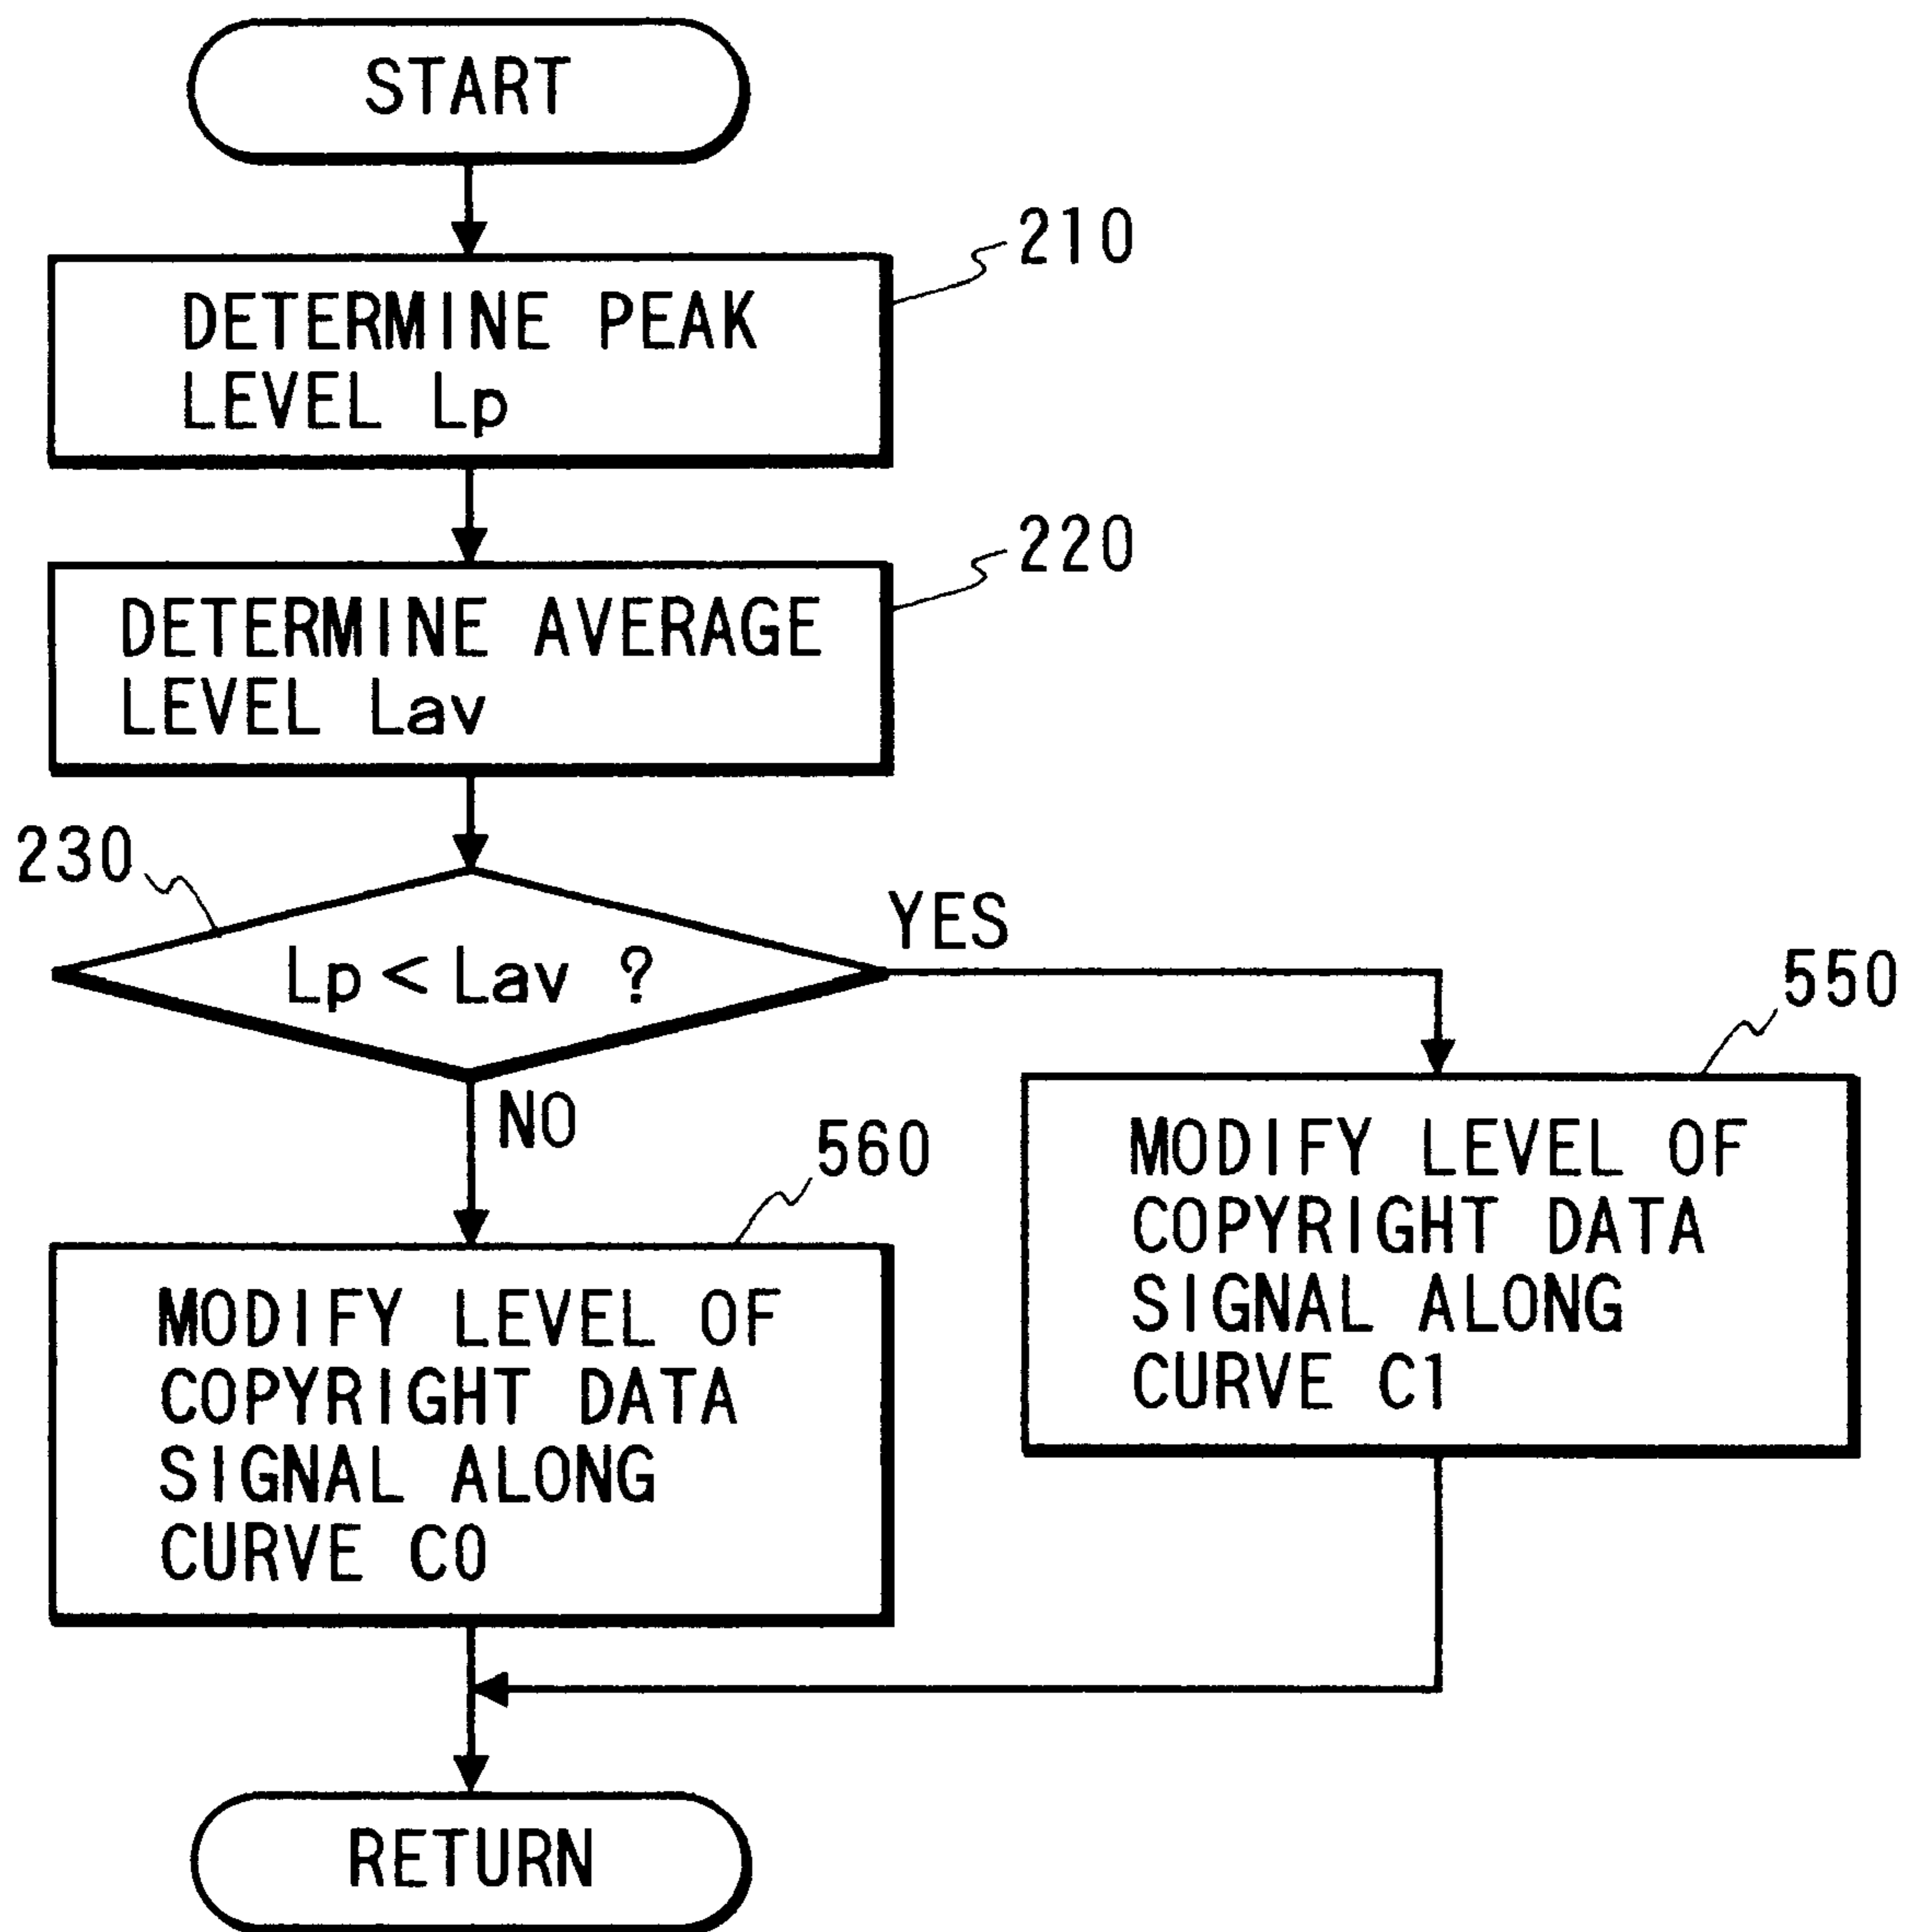 START
210
DETERMINE PEAK
LEVEL Lp
220
DETERMINE AVERAGE
LEVEL Lav
230
Lp < Lav ?
YES
NO
550
MODIFY LEVEL OF
COPYRIGHT DATA
SIGNAL ALONG
CURVE C1
560
MODIFY LEVEL OF
COPYRIGHT DATA
SIGNAL ALONG
CURVE C0
RETURN